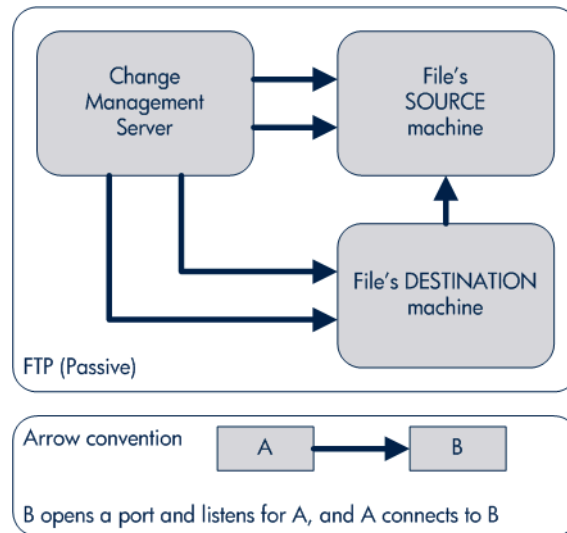 Change
Management
Server
File's
SOURCE
machine
File's DESTINATION
machine
FTP (Passive)
Arrow convention
A
B
B opens a port and listens for A, and A connects to B